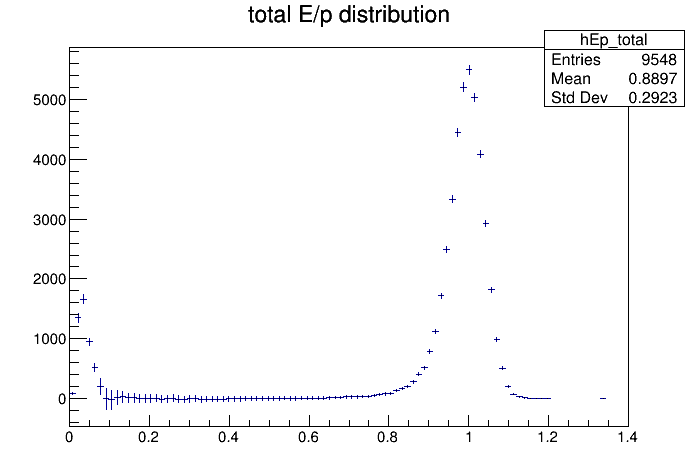 total E/p distribution
hEp_total
Entries 9548
Mean 0.8897
Std Dev 0.2923
5000
4000
3000
2000
1000
0
0 0.2 0.4 0.6 0.8 1 1.2 1.4